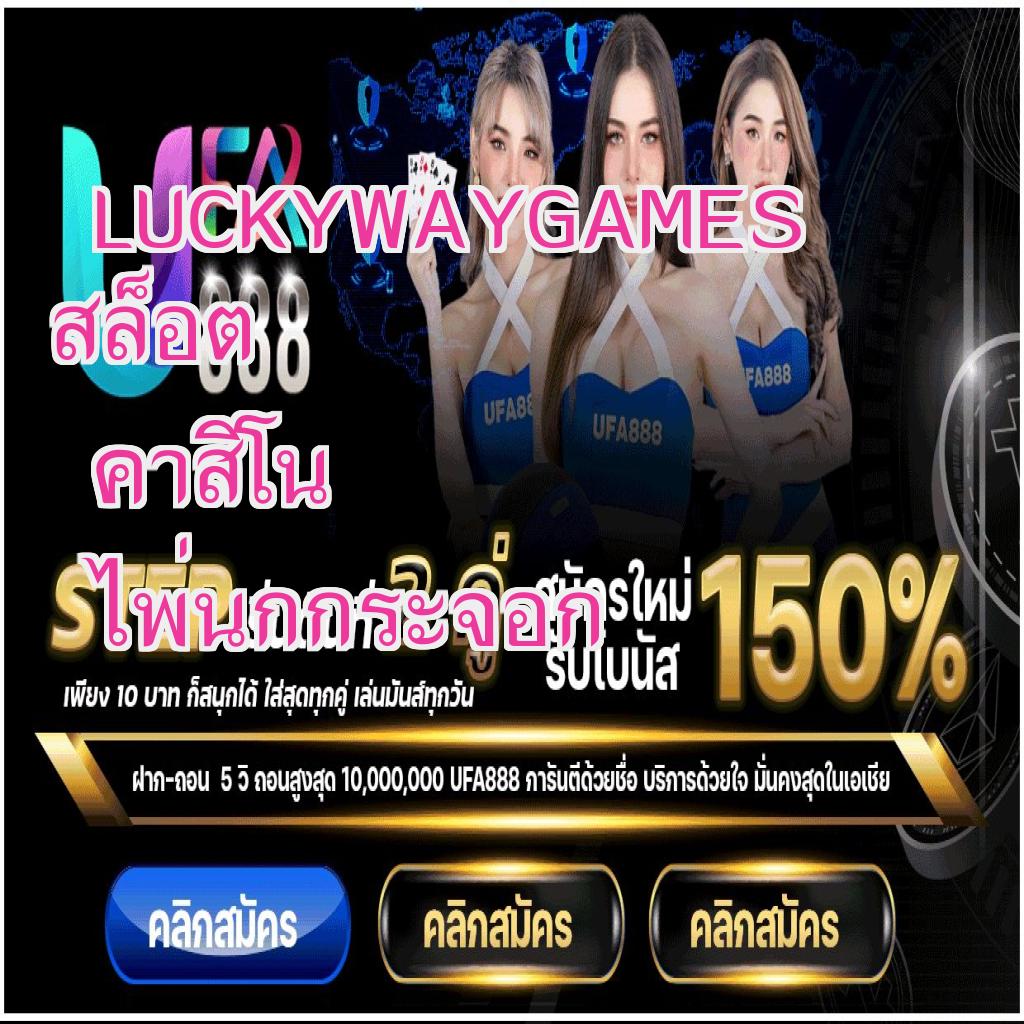 UFA
888
LUCKYWAYGAMES
สล็อต
UFA888
UFA888
UFA888
คาสิโน
ไพ่นกกระจอก
STEP
สมัครใหม่
รับโบนัส
150%
เพียง 10 บาท ก็สนุกได้ ใส่สุดทุกคู่ เล่นมันส์ทุกวัน
ฝาก-ถอน 5 วิ ถอนสูงสุด 10,000,000 UFA888 การันตีด้วยชื่อ บริการด้วยใจ มั่นคงสุดในเอเชีย
คลิกสมัคร
คลิกสมัคร
คลิกสมัคร